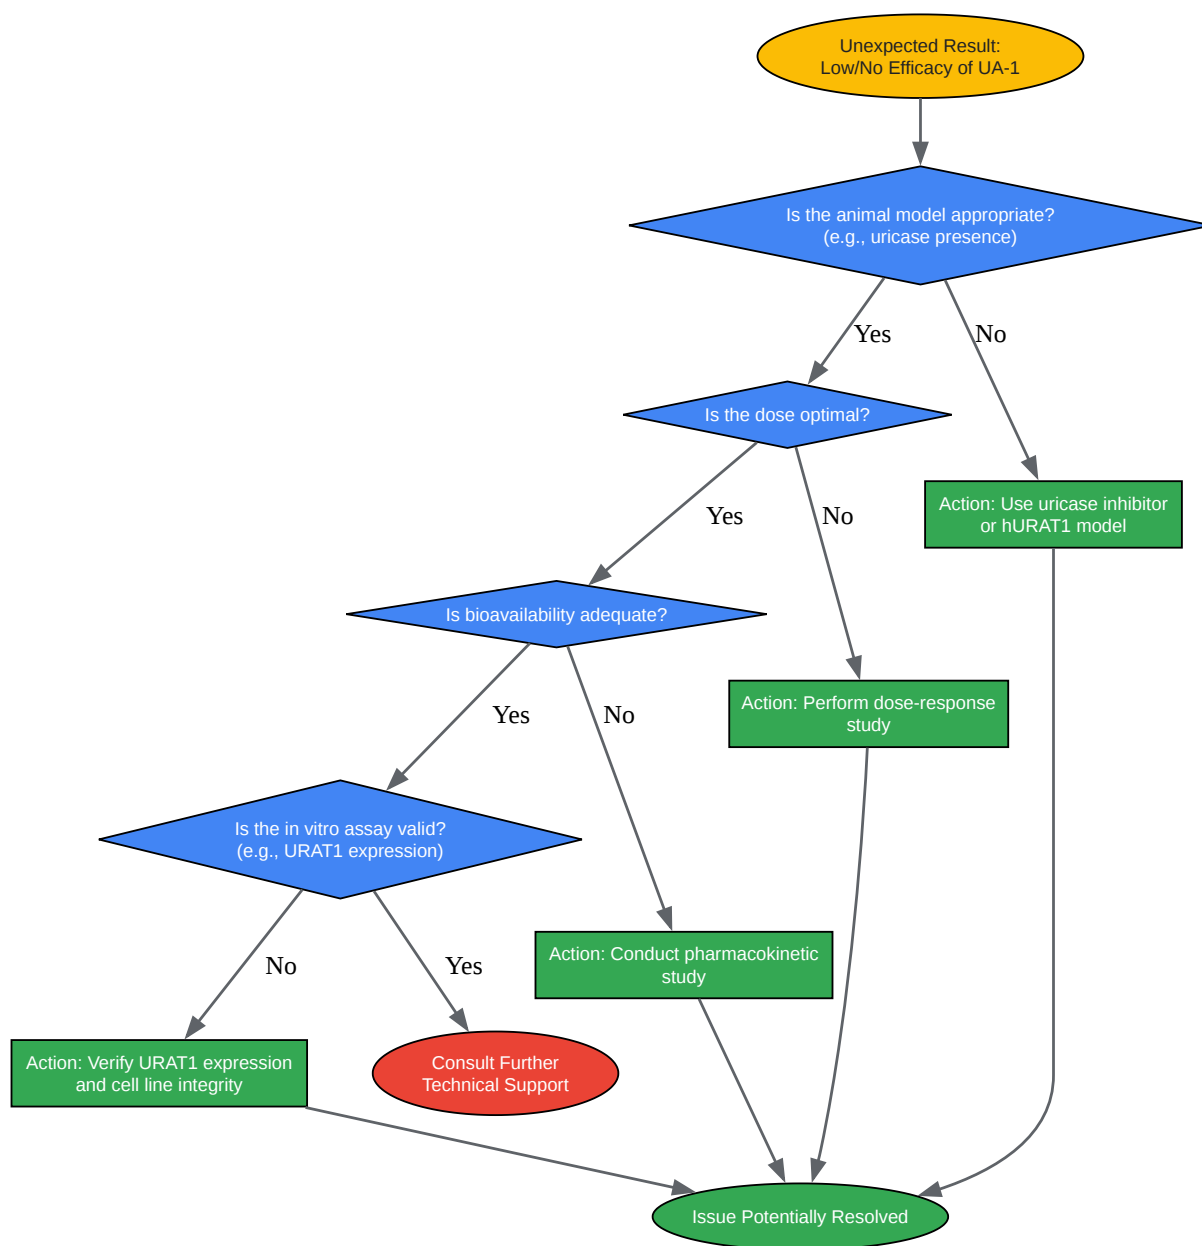 Unexpected Result:
Low/No Efficacy of UA-1
Is the animal model appropriate?
(e.g., uricase presence)
Yes
No
Is the dose optimal?
Yes
No
Action: Use uricase inhibitor
or hURAT1 model
Is bioavailability adequate?
Yes
No
Action: Perform dose-response
study
Is the in vitro assay valid?
(e.g., URAT1 expression)
No
Yes
Action: Conduct pharmacokinetic
study
Action: Verify URAT1 expression
and cell line integrity
Consult Further
Technical Support
Issue Potentially Resolved